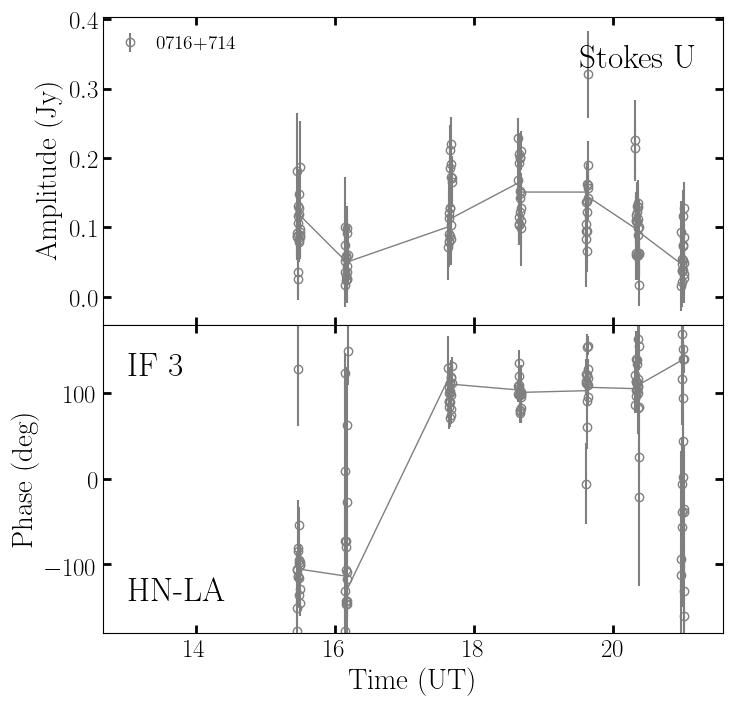 0716+714
Stokes U
0.4
0.3
0.2
0.1
0.0
Amplitude (Jy)
IF 3
100
0
−100
Phase (deg)
HN-LA
14 16 18 20
Time (UT)